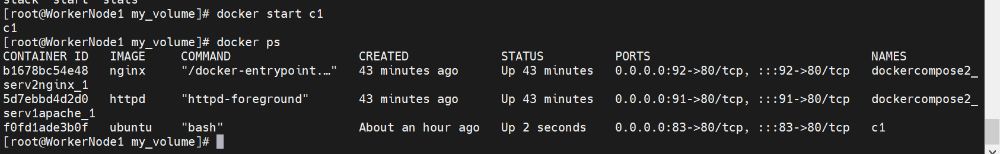 stack  start  stats
[root@WorkerNode1 my_volume]# docker start c1
c1
[root@WorkerNode1 my_volume]# docker ps
CONTAINER ID   IMAGE     COMMAND                  CREATED             STATUS          PORTS                               NAMES
b1678bc54e48   nginx     "/docker-entrypoint.…"   43 minutes ago      Up 43 minutes   0.0.0.0:92->80/tcp, :::92->80/tcp   dockercompose2_
serv2nginx_1
5d7ebbd4d2d0   httpd     "httpd-foreground"       43 minutes ago      Up 43 minutes   0.0.0.0:91->80/tcp, :::91->80/tcp   dockercompose2_
serv1apache_1
f0fd1ade3b0f   ubuntu    "bash"                   About an hour ago   Up 2 seconds    0.0.0.0:83->80/tcp, :::83->80/tcp   c1
[root@WorkerNode1 my_volume]#